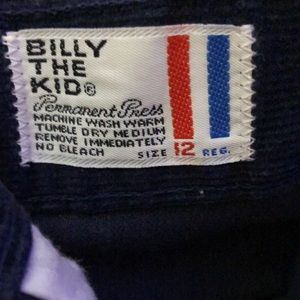 BILLY
THE
KID®
Permanent Press
MACHINE WASH WARM
TUMBLE DRY MEDIUM
REMOVE IMMEDIATELY
NO BLEACH SIZE 12 REG.